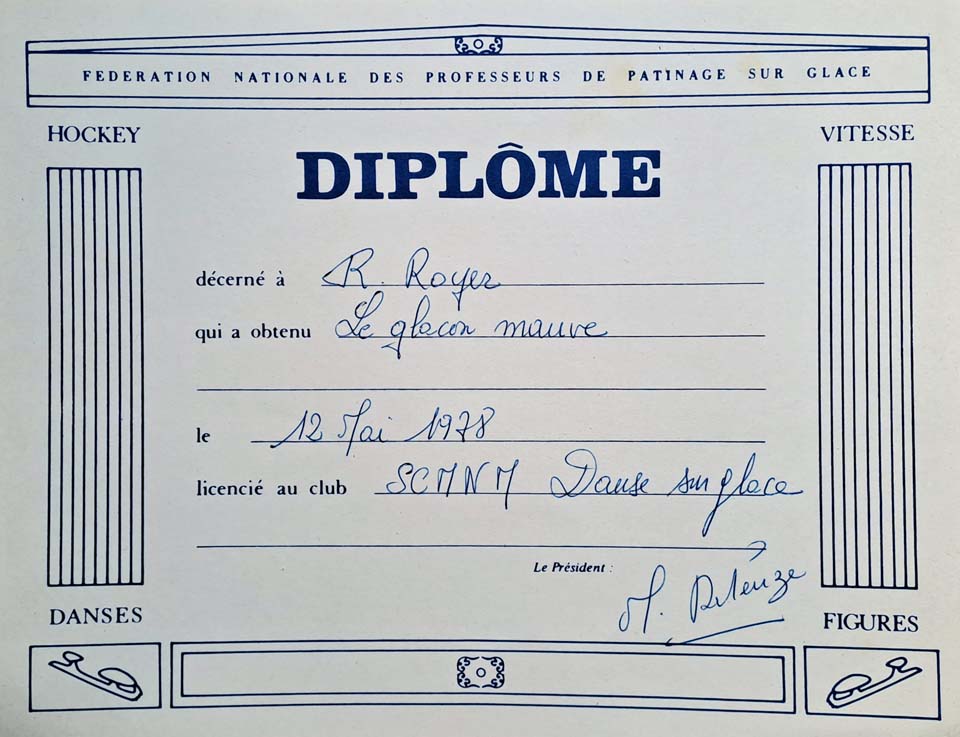 FEDERATION NATIONALE DES PROFESSEURS DE PATINAGE SUR GLACE
HOCKEY VITESSE
DIPLÔME
décerné à R. Royer
qui a obtenu Le glacon mauve
le 12 Mai 1978
licencié au club SCMNM Danse sur glace
Le Président :
M.
DANSES FIGURES